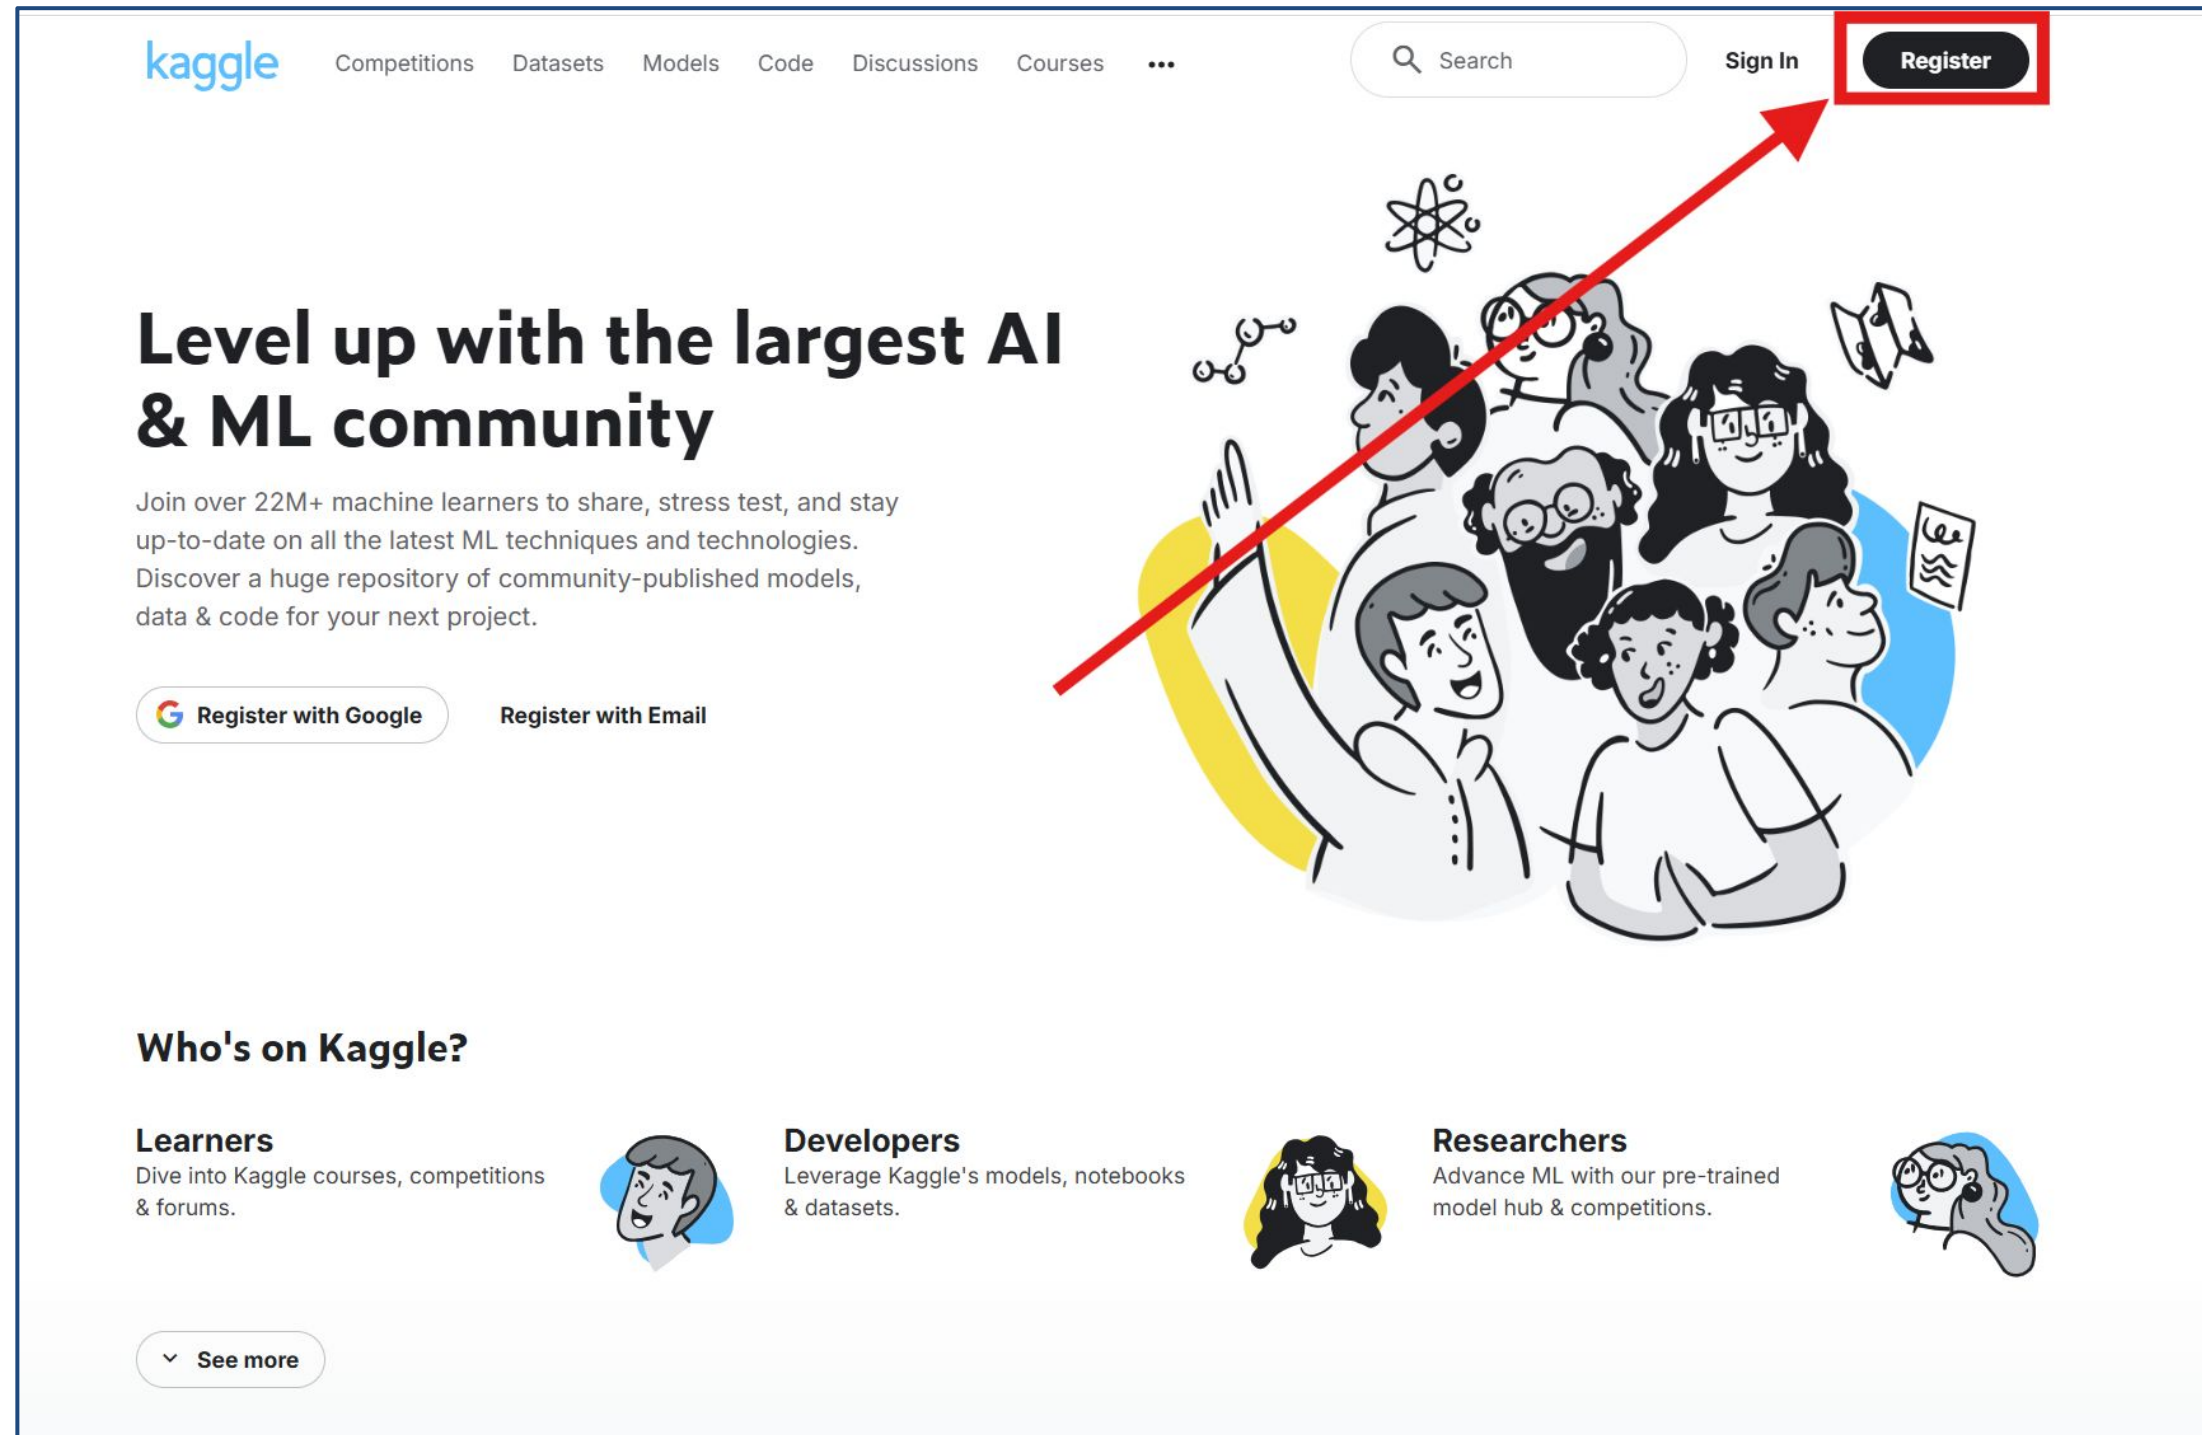 kaggle Competitions Datasets Models Code Discussions Courses ••• Search Sign In Register
Level up with the largest AI
& ML community
Join over 22M+ machine learners to share, stress test, and stay
up-to-date on all the latest ML techniques and technologies.
Discover a huge repository of community-published models,
data & code for your next project.
Register with Google Register with Email
Who's on Kaggle?
Learners
Dive into Kaggle courses, competitions
& forums.
Developers
Leverage Kaggle's models, notebooks
& datasets.
Researchers
Advance ML with our pre-trained
model hub & competitions.
See more